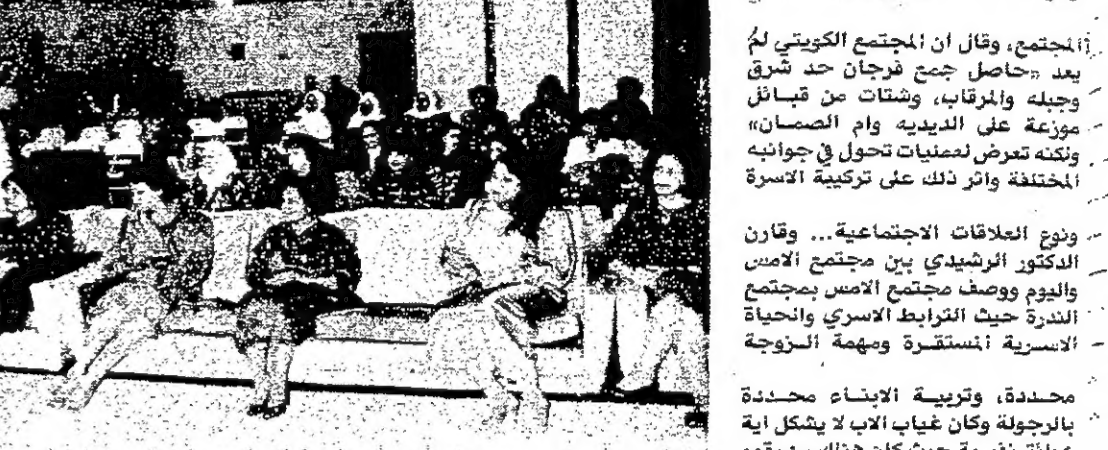 المجتمع، وقال ان المجتمع الكويتي لم
يعد «حاصل جمع فرجان حد شرق
وجبله والمرقاب، وشتات من قبائل
موزعة على الدبدبه وام الصمان»
ولكنه تعرض لعمليات تحول في جوانبه
المختلفة واثر ذلك على تركيبة الاسرة
ونوع العلاقات الاجتماعية... وقارن
الدكتور الرشيدي بين مجتمع الامس
واليوم ووصف مجتمع الامس بمجتمع
الندرة حيث الترابط الاسري والحياة
الاسرية المستقرة ومهمة الزوجة
محددة، وتربية الابناء محددة
بالرجولة وكان غياب الاب لا يشكل اية